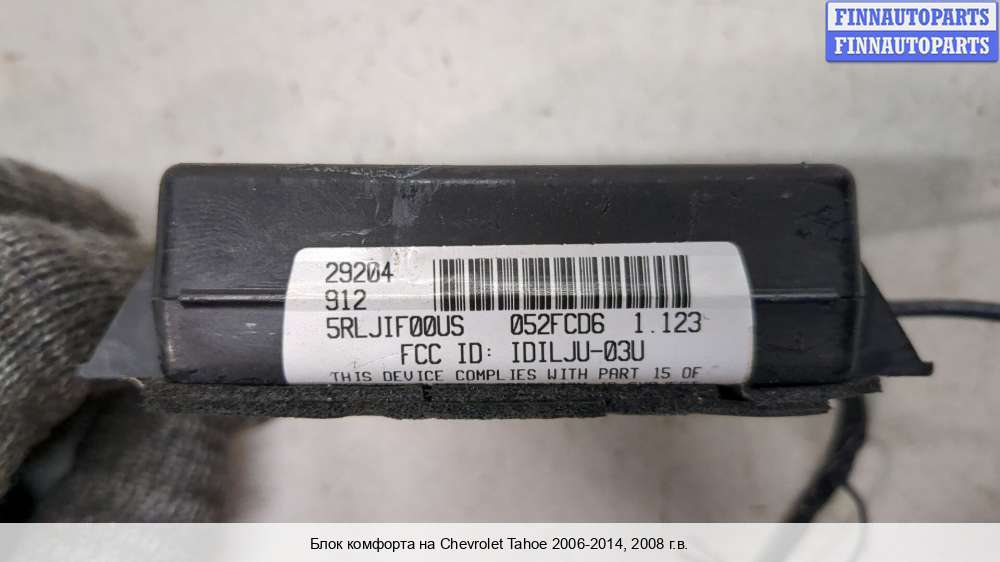 FINNAUTOPARTS
FINNAUTOPARTS
29204
912
5RLJIF00US 052FCD6 1.123
FCC ID: IDILJU-03U
THIS DEVICE COMPLIES WITH PART 15 OF
Блок комфорта на Chevrolet Tahoe 2006-2014, 2008 г.в.